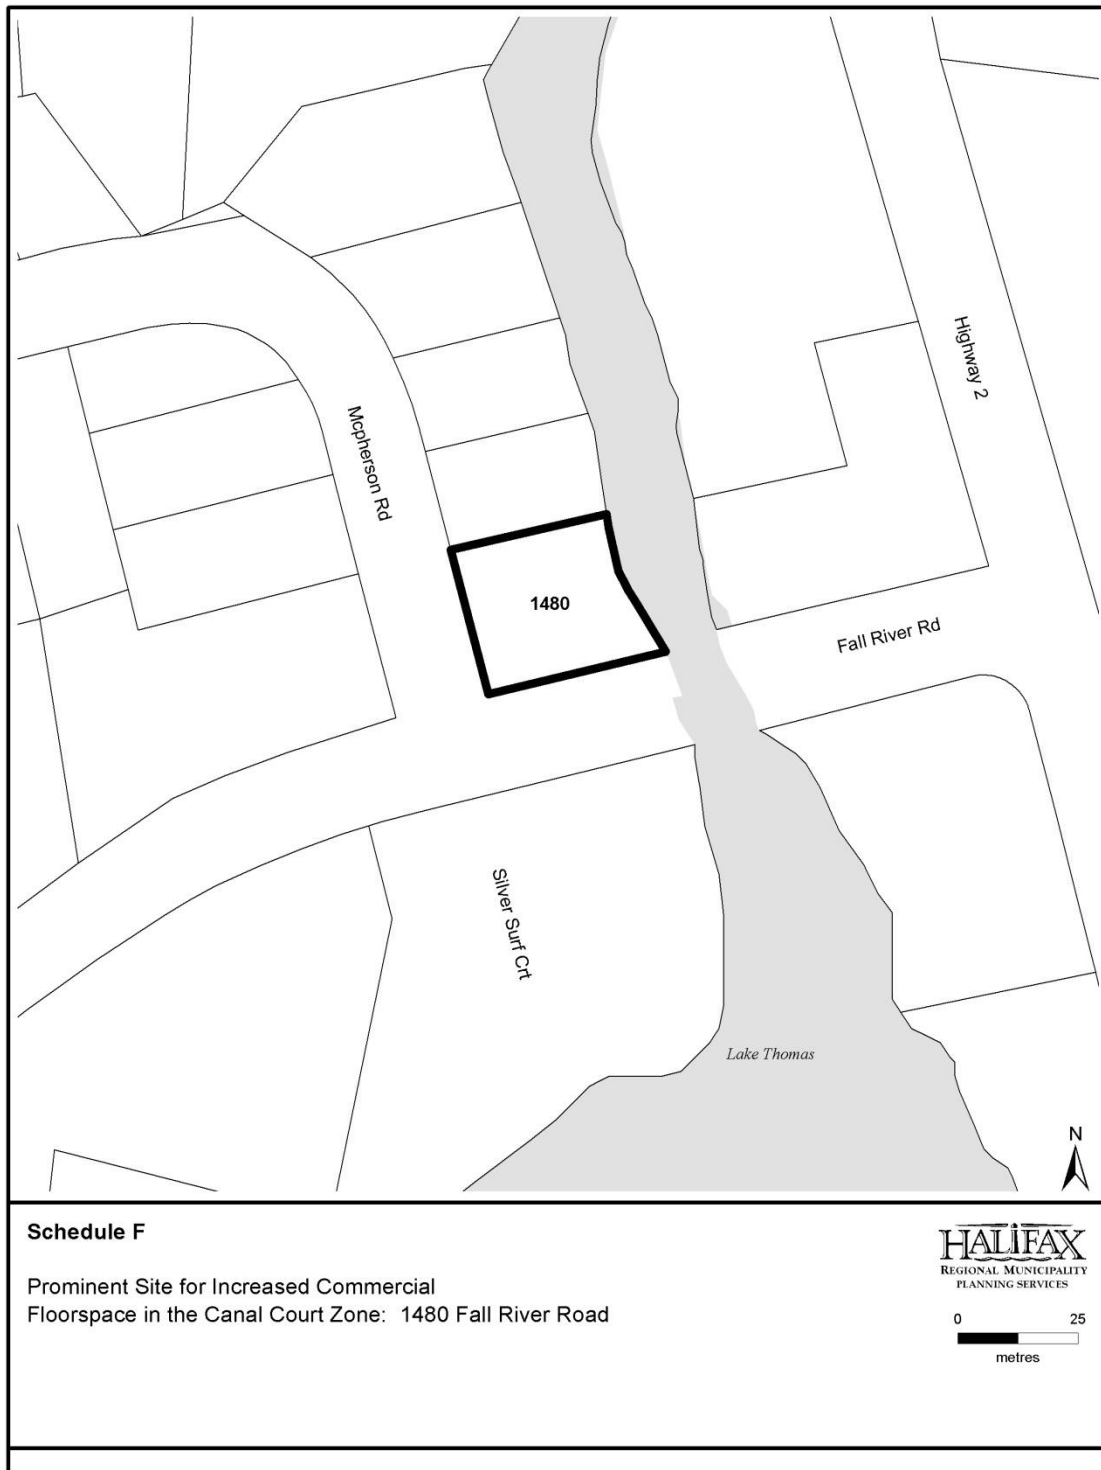 Highway 2
Mcpherson Rd
1480
Fall River Rd
Silver Surf Crt
Lake Thomas
N
Schedule F
Prominent Site for Increased Commercial
Floorspace in the Canal Court Zone: 1480 Fall River Road
HALIFAX
REGIONAL MUNICIPALITY
PLANNING SERVICES
0 25
metres